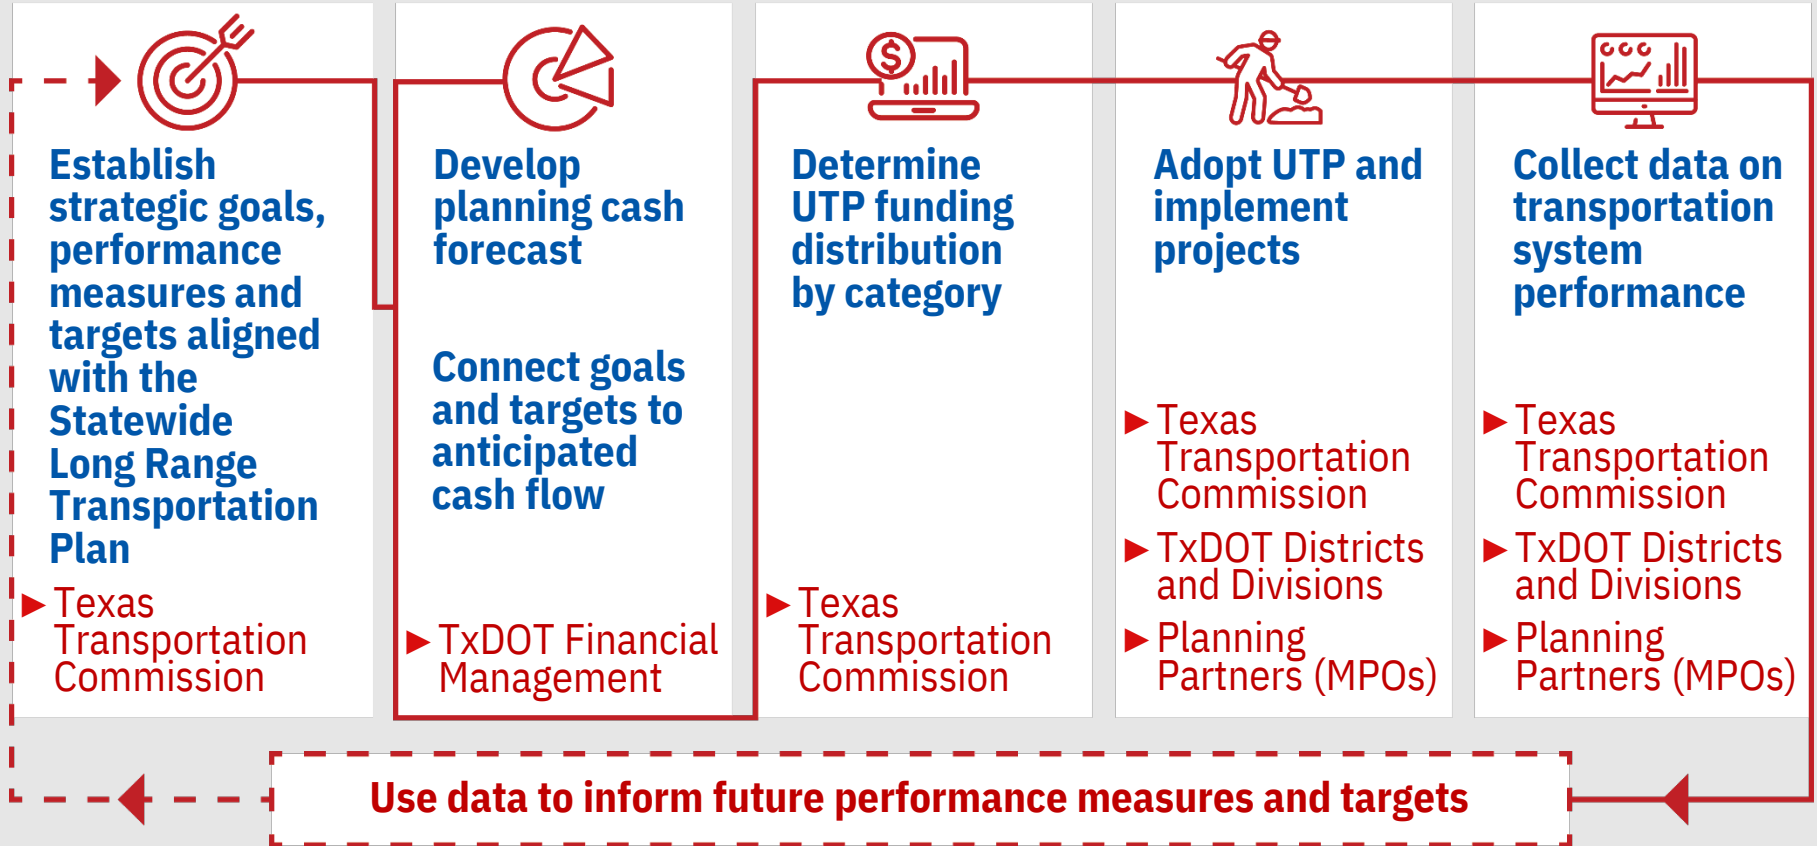 Establish
strategic goals,
performance
measures and
targets aligned
with the
Statewide
Long Range
Transportation
Plan
► Texas
Transportation
Commission
Develop
planning cash
forecast
Connect goals
and targets to
anticipated
cash flow
► TxDOT Financial
Management
$
Determine
UTP funding
distribution
by category
► Texas
Transportation
Commission
Adopt UTP and
implement
projects
► Texas
Transportation
Commission
► TxDOT Districts
and Divisions
► Planning
Partners (MPOs)
Collect data on
transportation
system
performance
► Texas
Transportation
Commission
► TxDOT Districts
and Divisions
► Planning
Partners (MPOs)
Use data to inform future performance measures and targets